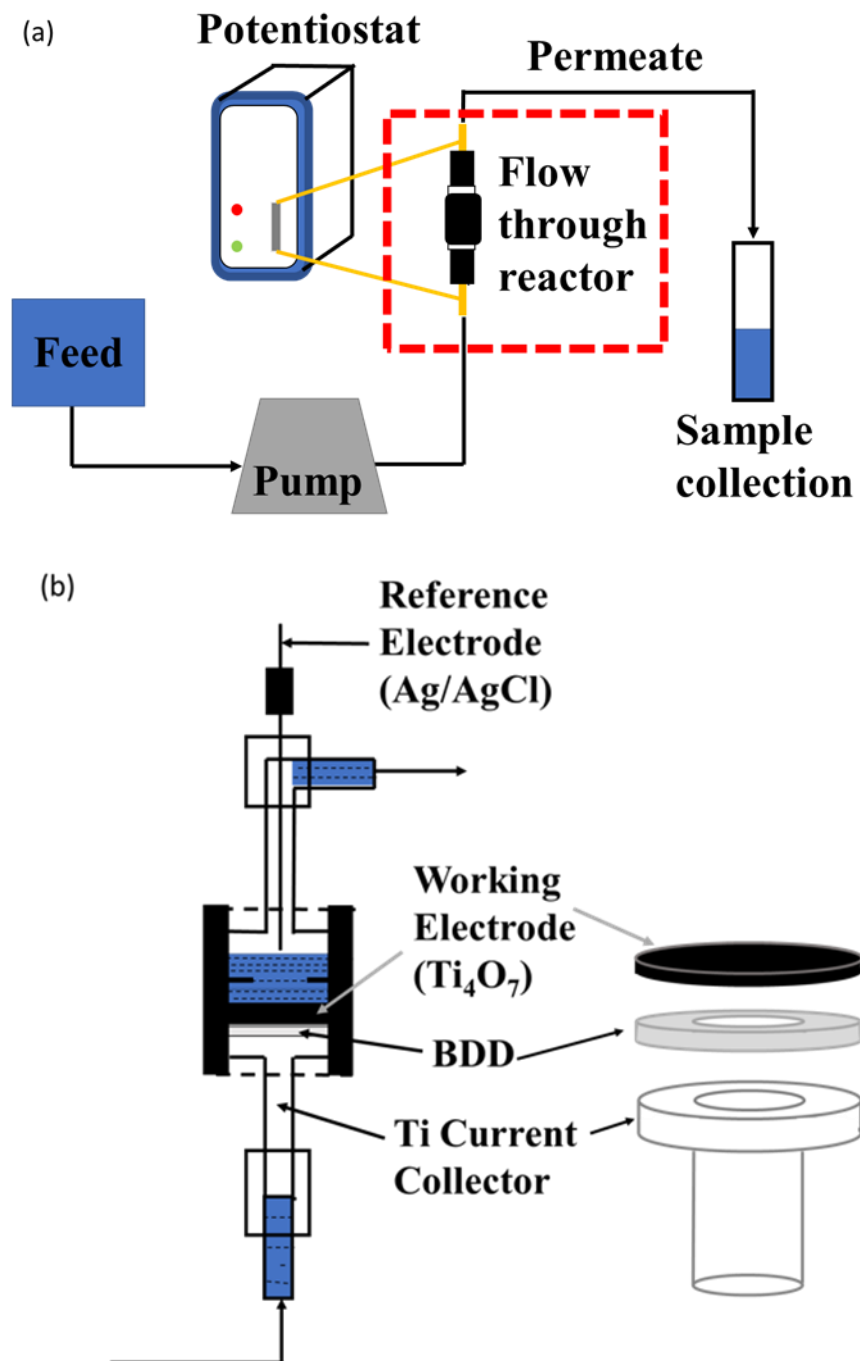 (a)
Potentiostat
Permeate
Flow
through
reactor
Feed
Pump
Sample
collection
(b)
Reference
Electrode
(Ag/AgCl)
Working
Electrode
(Ti₄O₇)
BDD
Ti Current
Collector